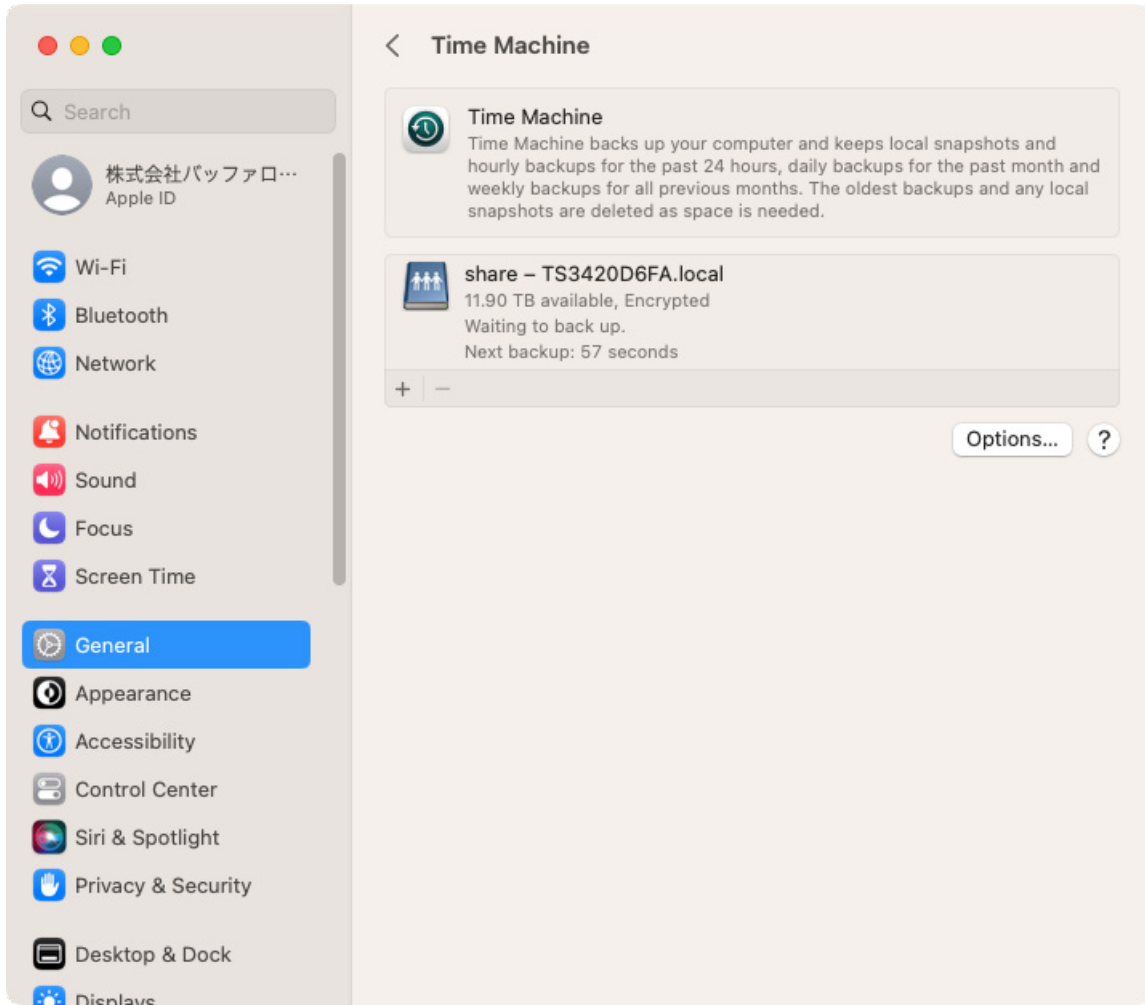 Search
株式会社バッファロ…
Apple ID
Wi-Fi
Bluetooth
Network
Notifications
Sound
Focus
Screen Time
General
Appearance
Accessibility
Control Center
Siri & Spotlight
Privacy & Security
Desktop & Dock
Displays
Time Machine
Time Machine
Time Machine backs up your computer and keeps local snapshots and
hourly backups for the past 24 hours, daily backups for the past month and
weekly backups for all previous months. The oldest backups and any local
snapshots are deleted as space is needed.
share – TS3420D6FA.local
11.90 TB available, Encrypted
Waiting to back up.
Next backup: 57 seconds
+ −
Options... ?